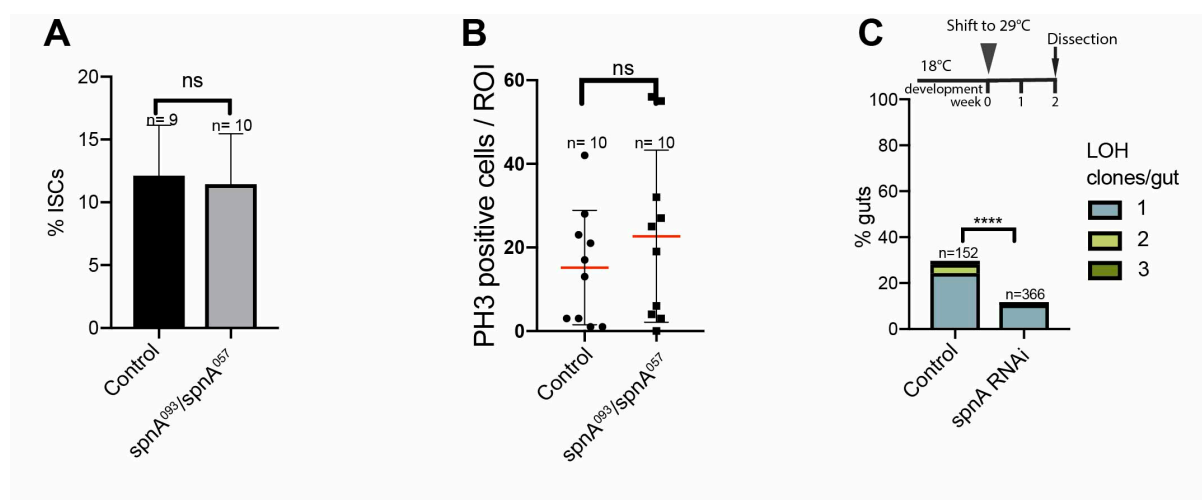 A
ns
20
15
10
5
0
% ISCs
n= 9
n= 10
Control
spnA⁰⁹³/spnA⁰⁵⁷
B
ns
60
40
20
0
PH3 positive cells / ROI
n= 10
n= 10
Control
spnA⁰⁹³/spnA⁰⁵⁷
C
Shift to 29°C
Dissection
18°C
development
week 0 1 2
100
80
60
40
20
0
% guts
****
n=152
n=366
Control
spnA RNAi
LOH
clones/gut
1
2
3